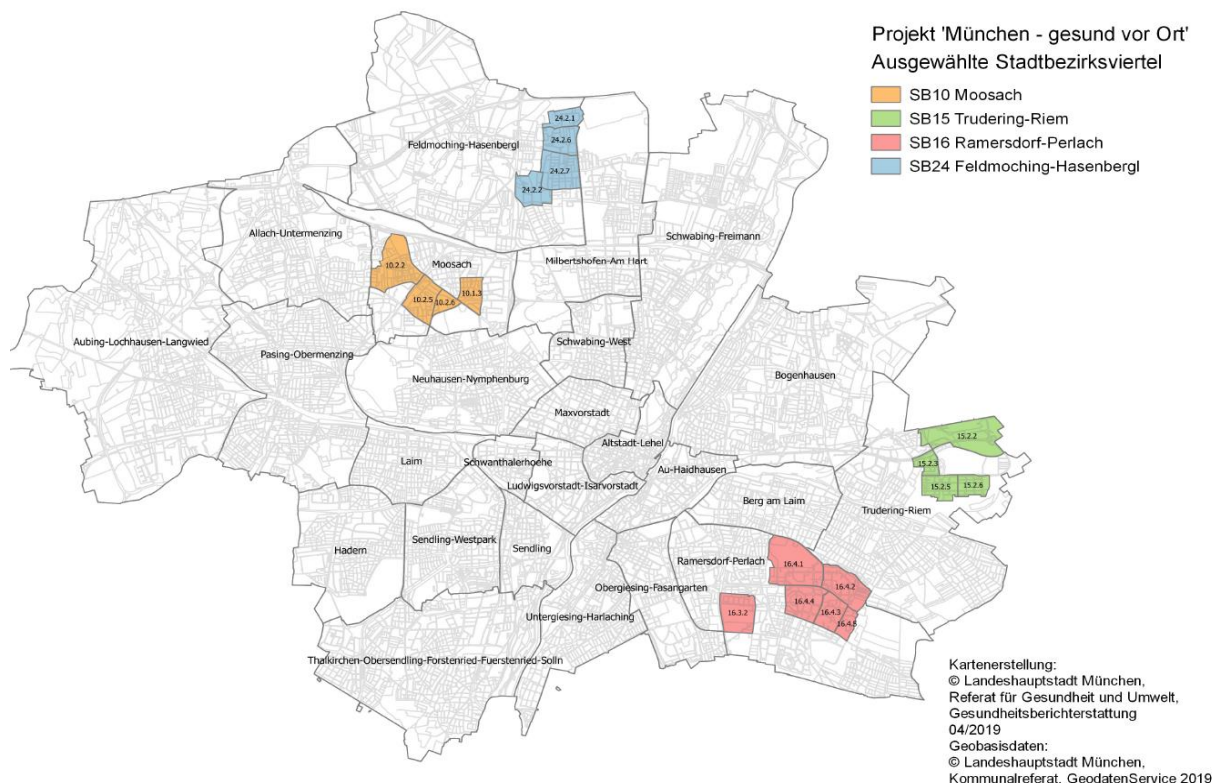 Projekt 'München - gesund vor Ort'
Ausgewählte Stadtbezirksviertel
SB10 Moosach
SB15 Trudering-Riem
SB16 Ramersdorf-Perlach
SB24 Feldmoching-Hasenbergl
24.2.1
24.2.6
Feldmoching-Hasenbergl
24.2.7
24.2.2
Allach-Untermenzing
Schwabing-Freimann
Moosach
Milbertshofen-Am Hart
10.2.2
10.1.3
10.2.5
10.2.6
Aubing-Lochhausen-Langwied
Schwabing-West
Pasing-Obermenzing
Neuhausen-Nymphenburg
Bogenhausen
Maxvorstadt
15.2.2
Altstadt-Lehel
Laim
Schwanthalerhoehe
15.2.3
Au-Haidhausen
Ludwigsvorstadt-Isarvorstadt
15.2.5
15.2.6
Berg am Laim
Trudering-Riem
Hadern
Sendling-Westpark
Sendling
Ramersdorf-Perlach
16.4.1
Obergiesing-Fasangarten
16.4.2
16.4.4
16.3.2
16.4.3
Untergiesing-Harlaching
16.4.5
Thalkirchen-Obersendling-Forstenried-Fuerstenried-Solln
Kartenerstellung:
© Landeshauptstadt München,
Referat für Gesundheit und Umwelt,
Gesundheitsberichterstattung
04/2019
Geobasisdaten:
© Landeshauptstadt München,
Kommunalreferat, GeodatenService 2019